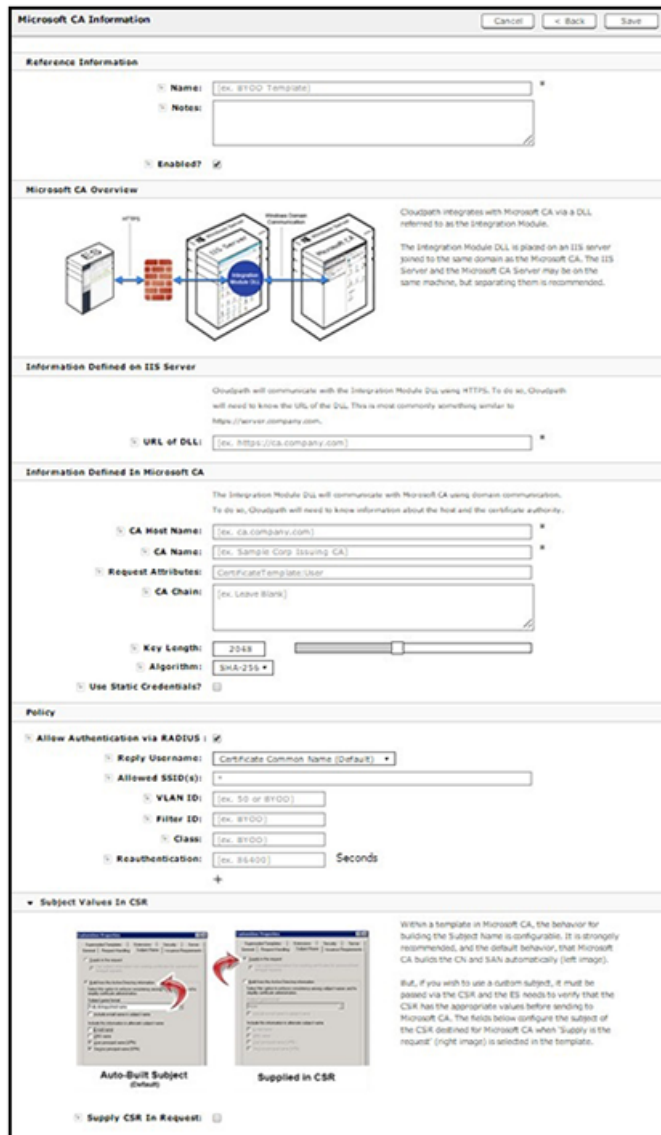 Microsoft CA Information
Cancel
< Back
Save
Reference Information
Name:
[ex. BYOD Template]
*
Notes:
Enabled?
Microsoft CA Overview
HTTPS
Windows Domain
Communication
ES
IIS Server
Microsoft CA
Integration
Module DLL
Cloudpath integrates with Microsoft CA via a DLL
referred to as the Integration Module.
The Integration Module DLL is placed on an IIS server
joined to the same domain as the Microsoft CA. The IIS
Server and the Microsoft CA Server may be on the
same machine, but separating them is recommended.
Information Defined on IIS Server
Cloudpath will communicate with the Integration Module DLL using HTTPS. To do so, Cloudpath
will need to know the URL of the DLL. This is most commonly something similar to
https://server.company.com.
URL of DLL:
[ex. https://ca.company.com]
*
Information Defined In Microsoft CA
The Integration Module DLL will communicate with Microsoft CA using domain communication.
To do so, Cloudpath will need to know information about the host and the certificate authority.
CA Host Name:
[ex. ca.company.com]
*
CA Name:
[ex. Sample Corp Issuing CA]
*
Request Attributes:
CertificateTemplate:User
CA Chain:
[ex. Leave Blank]
Key Length:
2048
Algorithm:
SHA-256
Use Static Credentials?
Policy
Allow Authentication via RADIUS :
Reply Username:
Certificate Common Name (Default)
Allowed SSID(s):
*
VLAN ID:
[ex. 50 or BYOD]
Filter ID:
[ex. BYOD]
Class:
[ex. BYOD]
Reauthentication:
[ex. 86400]
Seconds
+
Subject Values In CSR
Auto-Built Subject
(Default)
Supplied in CSR
Within a template in Microsoft CA, the behavior for
building the Subject Name is configurable. It is strongely
recommended, and the default behavior, that Microsoft
CA builds the CN and SAN automatically (left image).
But, if you wish to use a custom subject, it must be
passed via the CSR and the ES needs to verify that the
CSR has the appropriate values before sending to
Microsoft CA. The fields below configure the subject of
the CSR destined for Microsoft CA when 'Supply is the
request' (right image) is selected in the template.
Supply CSR In Request: